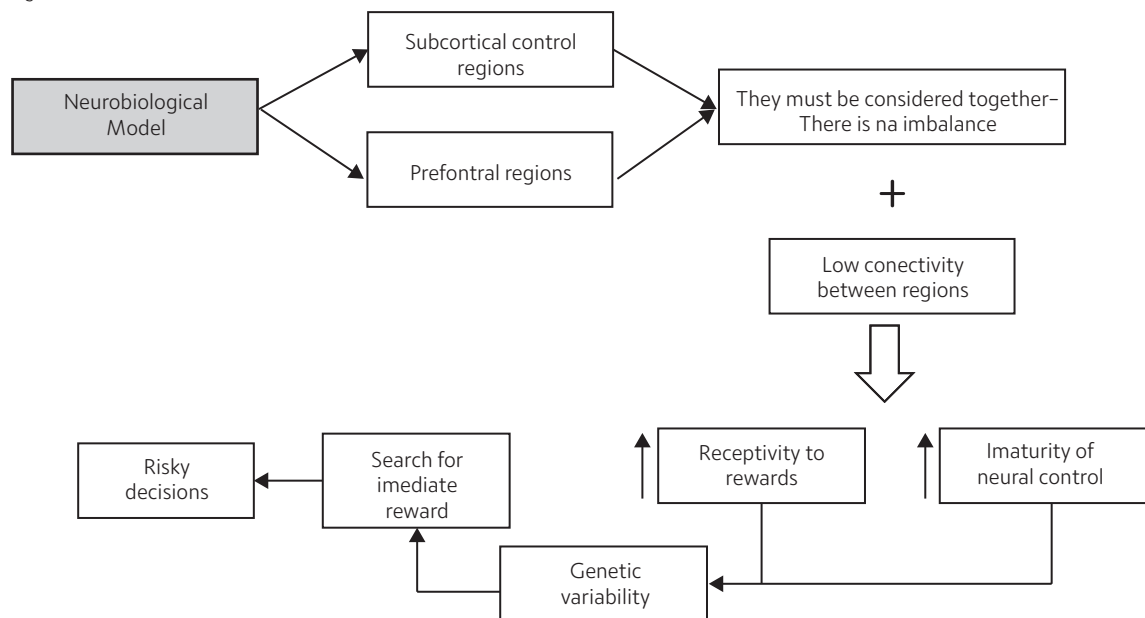 Subcortical control
regions
Neurobiological
Model
They must be considered together–
There is na imbalance
Prefontral regions
+
Low conectivity
between regions
Receptivity to
rewards
Imaturity of
neural control
Search for
imediate
reward
Risky
decisions
Genetic
variability